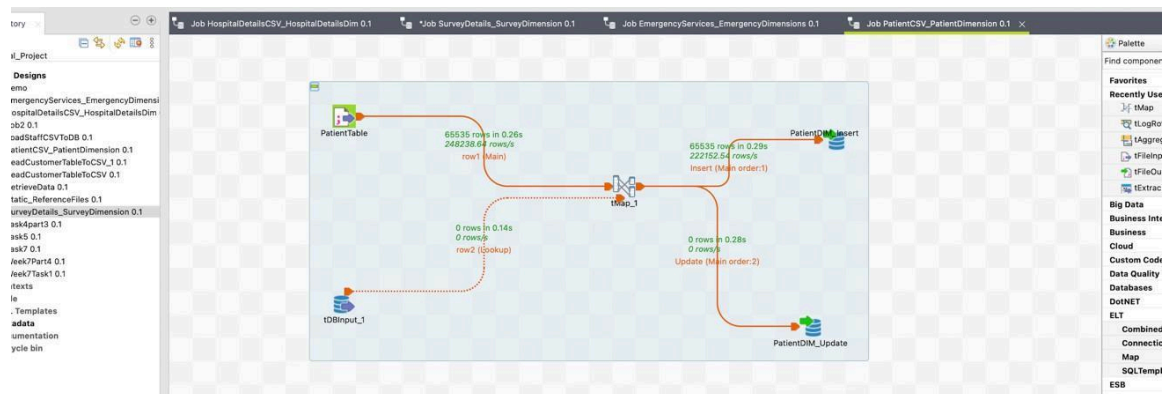 tory
Job HospitalDetailsCSV_HospitalDetailsDim 0.1
*Job SurveyDetails_SurveyDimension 0.1
Job EmergencyServices_EmergencyDimensions 0.1
Job PatientCSV_PatientDimension 0.1
al_Project
Designs
emo
mergencyServices_EmergencyDimensi
ospitalDetailsCSV_HospitalDetailsDim
ob2 0.1
oadStaffCSVToDB 0.1
atientCSV_PatientDimension 0.1
eadCustomerTableToCSV_1 0.1
eadCustomerTableToCSV 0.1
etrieveData 0.1
tatic_ReferenceFiles 0.1
urveyDetails_SurveyDimension 0.1
ask4part3 0.1
ask5 0.1
ask7 0.1
Week7Part4 0.1
Week7Task1 0.1
ntexts
de
L Templates
adata
umentation
ycle bin
PatientTable
65535 rows in 0.26s
248238.64 rows/s
row1 (Main)
tMap_1
65535 rows in 0.29s
222152.54 rows/s
Insert (Main order:1)
PatientDIM_Insert
0 rows in 0.14s
0 rows/s
row2 (Lookup)
tDBInput_1
0 rows in 0.28s
0 rows/s
Update (Main order:2)
PatientDIM_Update
Palette
Find componen
Favorites
Recently Use
tMap
tLogRo
tAggreg
tFileInp
tFileOu
tExtrac
Big Data
Business Inte
Business
Cloud
Custom Code
Data Quality
Databases
DotNET
ELT
Combined
Connectio
Map
SQLTempl
ESB